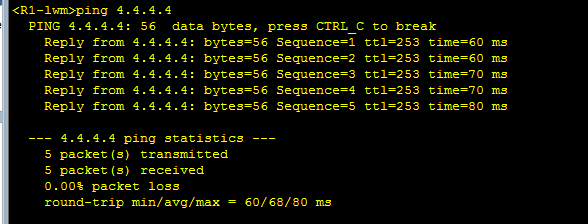 <R1-lwm>ping 4.4.4.4
PING 4.4.4.4: 56  data bytes, press CTRL_C to break
Reply from 4.4.4.4: bytes=56 Sequence=1 ttl=253 time=60 ms
Reply from 4.4.4.4: bytes=56 Sequence=2 ttl=253 time=60 ms
Reply from 4.4.4.4: bytes=56 Sequence=3 ttl=253 time=70 ms
Reply from 4.4.4.4: bytes=56 Sequence=4 ttl=253 time=70 ms
Reply from 4.4.4.4: bytes=56 Sequence=5 ttl=253 time=80 ms
--- 4.4.4.4 ping statistics ---
5 packet(s) transmitted
5 packet(s) received
0.00% packet loss
round-trip min/avg/max = 60/68/80 ms